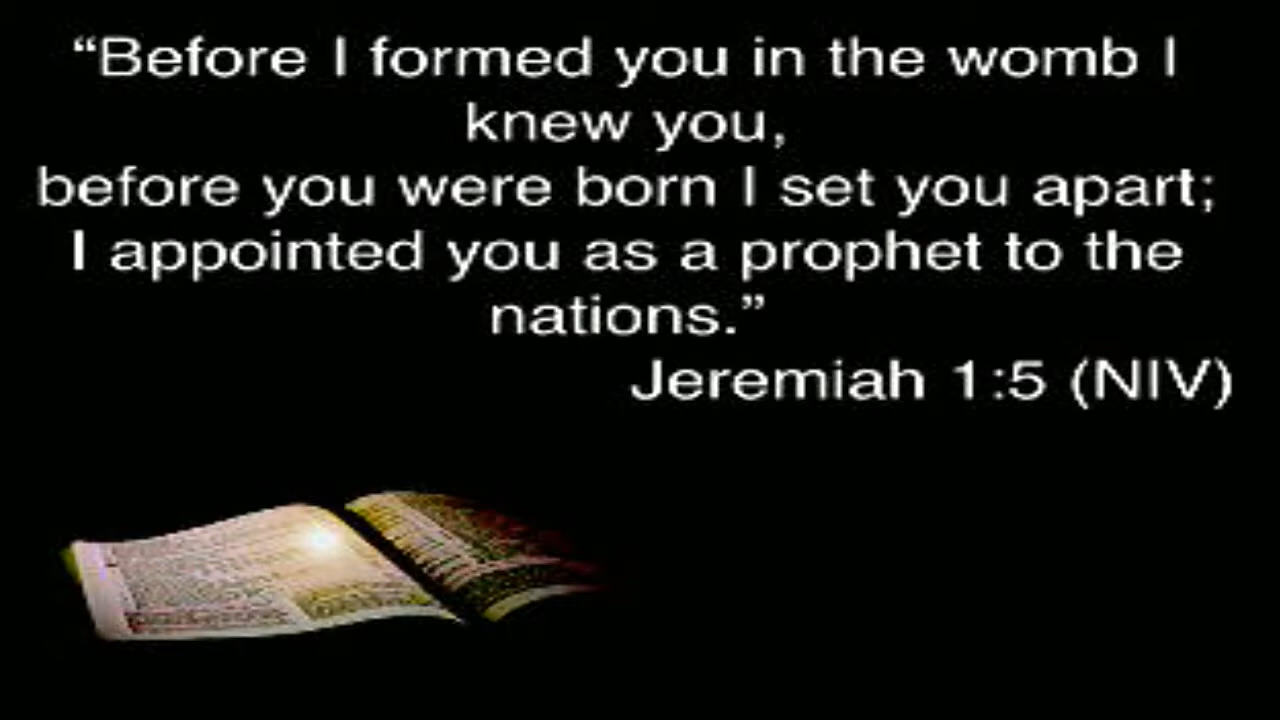 “Before I formed you in the womb I
knew you,
before you were born I set you apart;
I appointed you as a prophet to the
nations.”
Jeremiah 1:5 (NIV)